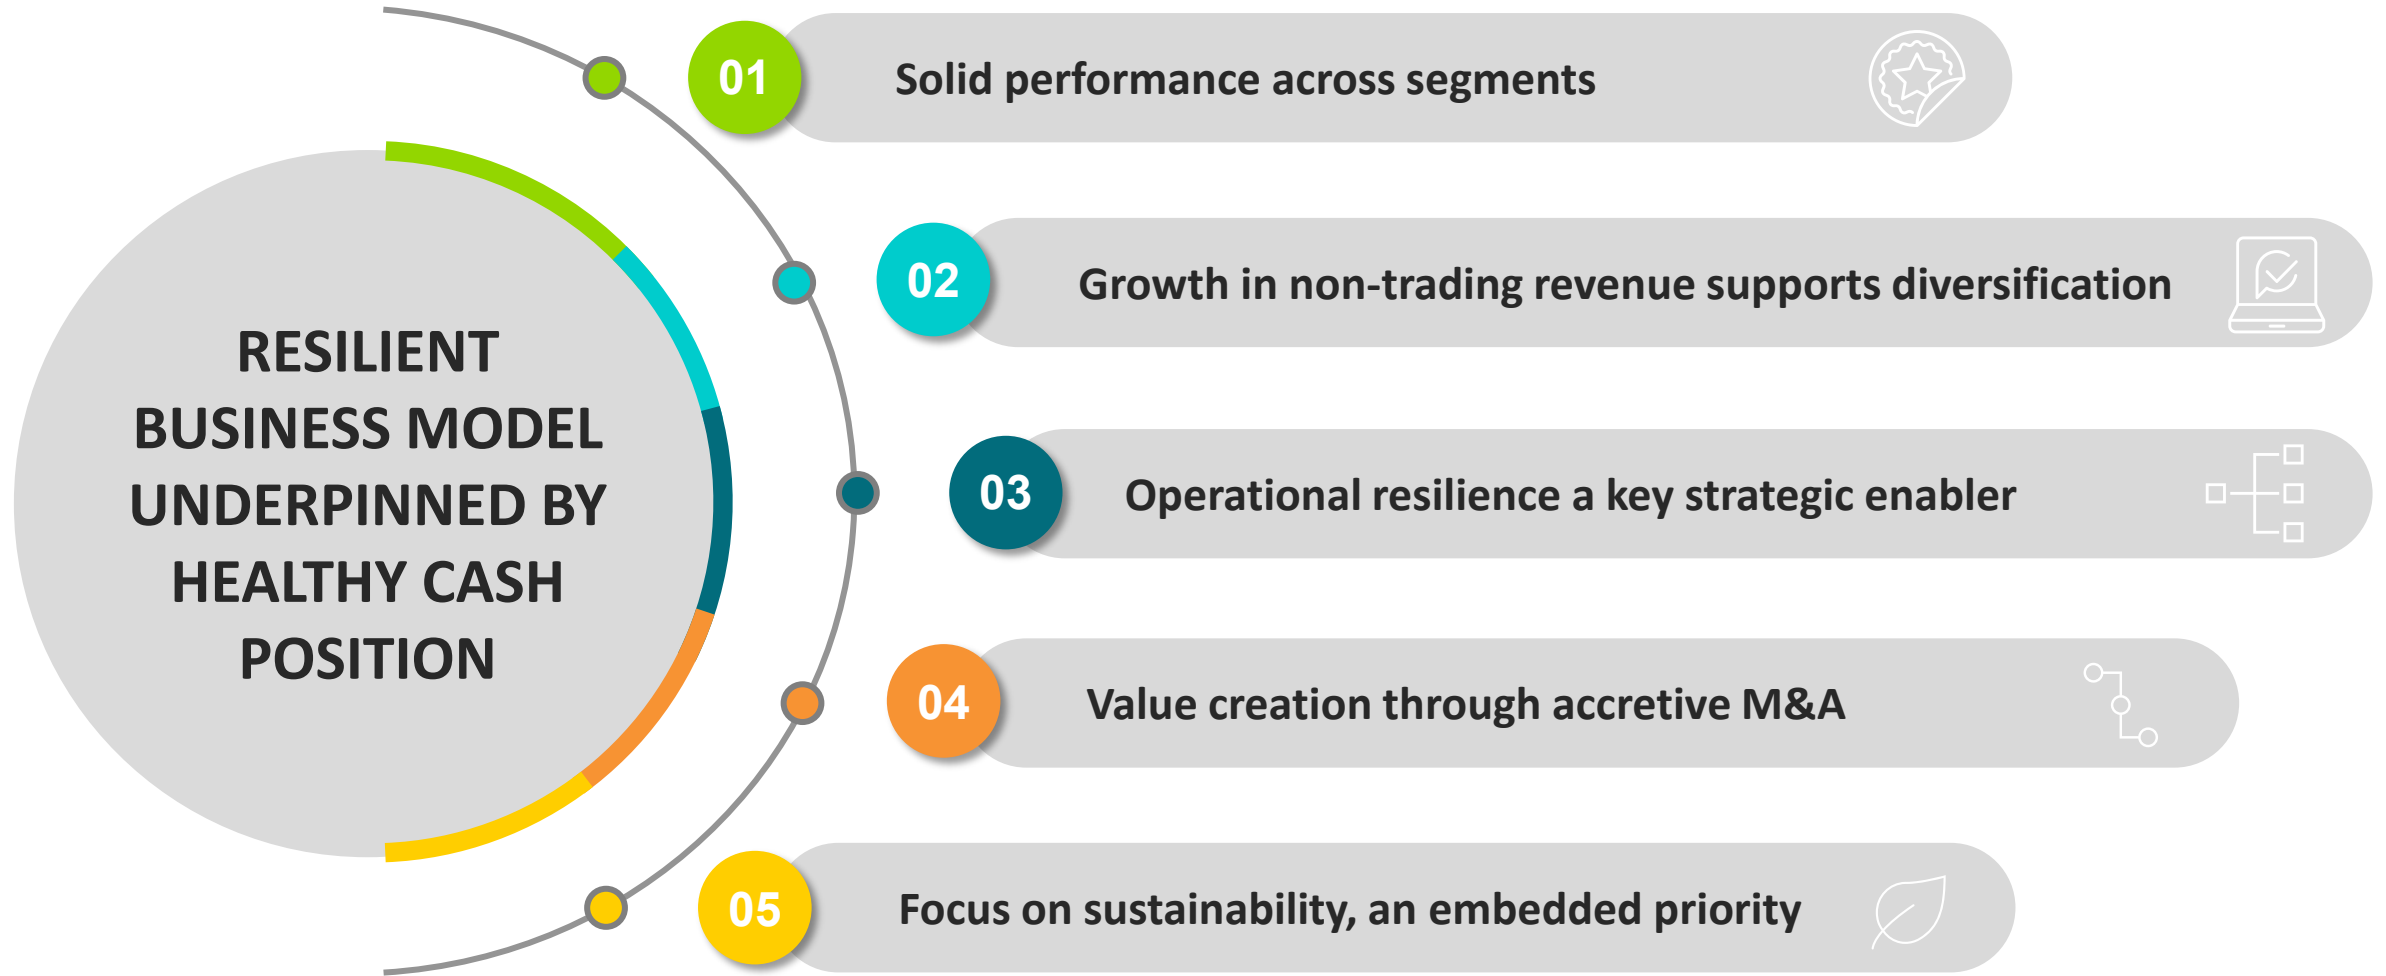 RESILIENT
BUSINESS MODEL
UNDERPINNED BY
HEALTHY CASH
POSITION
01
Solid performance across segments
02
Growth in non-trading revenue supports diversification
03
Operational resilience a key strategic enabler
04
Value creation through accretive M&A
05
Focus on sustainability, an embedded priority